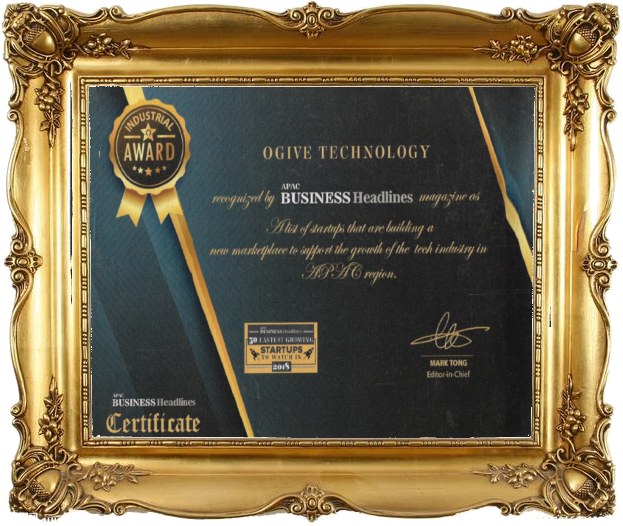 INDUSTRIAL
AWARD
OGIVE TECHNOLOGY
recognized by APAC BUSINESS Headlines magazine as
A list of startups that are building a
new marketplace to support the growth of the tech industry in
APAC region.
APAC BUSINESS Headlines
50 FASTEST GROWING
STARTUPS
TO WATCH IN
2018
MARK TONG
Editor-in-Chief
APAC
BUSINESS Headlines
Certificate